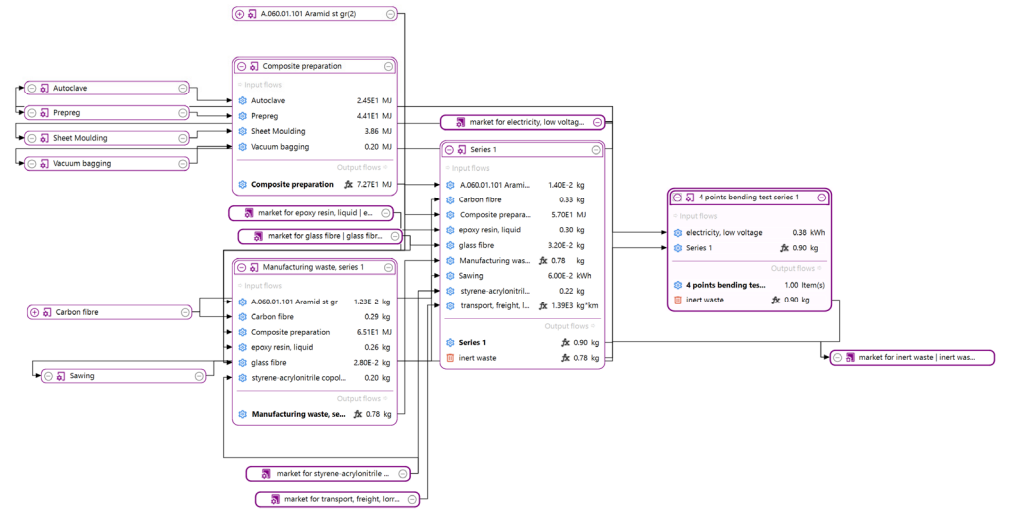 A.060.01.101 Aramid st gr(2)
Composite preparation
Input flows
Autoclave 2.45E1 MJ
Prepreg 4.41E1 MJ
Sheet Moulding 3.86 MJ
Vacuum bagging 0.20 MJ
Output flows
Composite preparation fx 7.27E1 MJ
Autoclave
Prepreg
Sheet Moulding
Vacuum bagging
market for epoxy resin, liquid | e...
market for glass fibre | glass fibr...
Manufacturing waste, series 1
Input flows
A.060.01.101 Aramid st gr 1.23E-2 kg
Carbon fibre 0.29 kg
Composite preparation 6.51E1 MJ
epoxy resin, liquid 0.26 kg
glass fibre 2.80E-2 kg
styrene-acrylonitrile copol... 0.20 kg
Output flows
Manufacturing waste, se... fx 0.78 kg
Carbon fibre
Sawing
market for styrene-acrylonitrile ...
market for transport, freight, lorr...
market for electricity, low voltag...
Series 1
Input flows
A.060.01.101 Arami... 1.40E-2 kg
Carbon fibre 0.33 kg
Composite prepara... 5.70E1 MJ
epoxy resin, liquid 0.30 kg
glass fibre 3.20E-2 kg
Manufacturing was... fx 0.78 kg
Sawing 6.00E-2 kWh
styrene-acrylonitril... 0.22 kg
transport, freight, l... fx 1.39E3 kg*km
Output flows
Series 1 fx 0.90 kg
inert waste fx 0.78 kg
4 points bending test series 1
Input flows
electricity, low voltage 0.38 kWh
Series 1 fx 0.90 kg
Output flows
4 points bending tes... 1.00 Item(s)
inert waste fx 0.90 kg
market for inert waste | inert was...